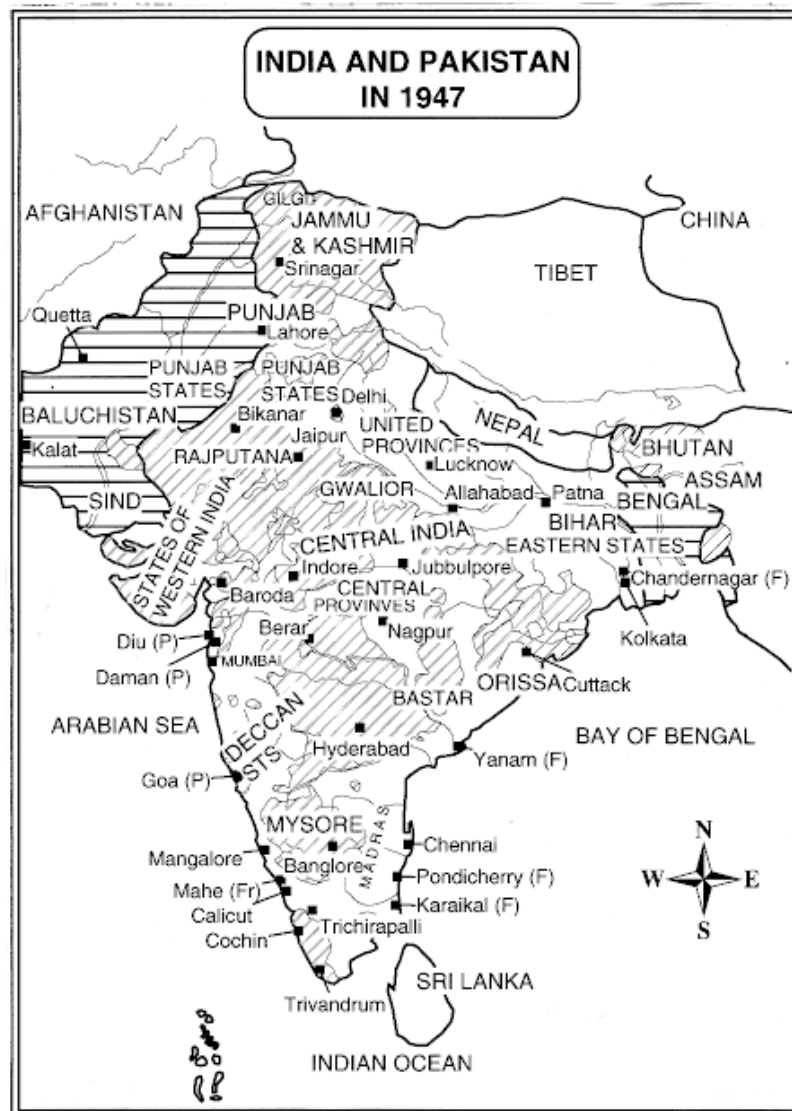 INDIA AND PAKISTAN
IN 1947
AFGHANISTAN
GILGIT
JAMMU
& KASHMIR
Srinagar
CHINA
TIBET
PUNJAB
Lahore
Quetta
PUNJAB
STATES
PUNJAB
STATES
Delhi
BALUCHISTAN
Bikanar
Jaipur
UNITED
PROVINCES
NEPAL
BHUTAN
Kalat
RAJPUTANA
Lucknow
ASSAM
SIND
GWALIOR
Allahabad
Patna
BENGAL
STATES OF
WESTERN INDIA
CENTRAL INDIA
BIHAR
EASTERN STATES
Indore
Jubbulpore
Baroda
CENTRAL
PROVINVES
Chandernagar (F)
Diu (P)
Berar
Nagpur
Kolkata
Daman (P)
MUMBAI
BASTAR
ORISSA
Cuttack
ARABIAN SEA
DECCAN
STS
Hyderabad
Yanam (F)
BAY OF BENGAL
Goa (P)
MYSORE
MADRAS
Chennai
Mangalore
Banglore
Pondicherry (F)
Mahe (Fr)
Karaikal (F)
Calicut
Trichirapalli
Cochin
N
W
E
S
Trivandrum
SRI LANKA
INDIAN OCEAN